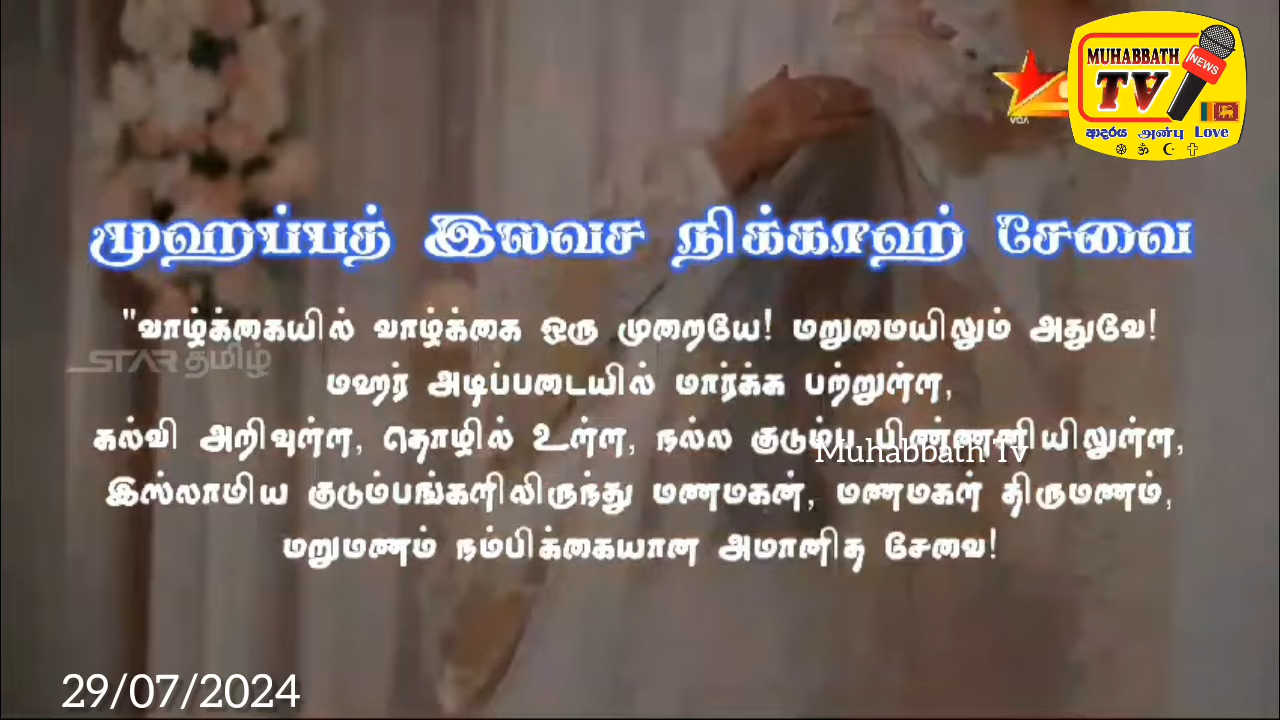 MUHABBATH
NEWS
TV
ආදරය அன்பு Love
முஹப்பத் இலவச நிக்காஹ் சேவை
"வாழ்க்கையில் வாழ்க்கை ஒரு முறையே! மறுமையிலும் அதுவே!
STAR தமிழ்
மஹர் அடிப்படையில் மார்க்க பற்றுள்ள,
கல்வி அறிவுள்ள, தொழில் உள்ள, நல்ல குடும்ப பிண்ணனியிலுள்ள,
Muhabbath TV
இஸ்லாமிய குடும்பங்களிலிருந்து மணமகன், மணமகள் திருமணம்,
மறுமணம் நம்பிக்கையான அமானித சேவை!
29/07/2024